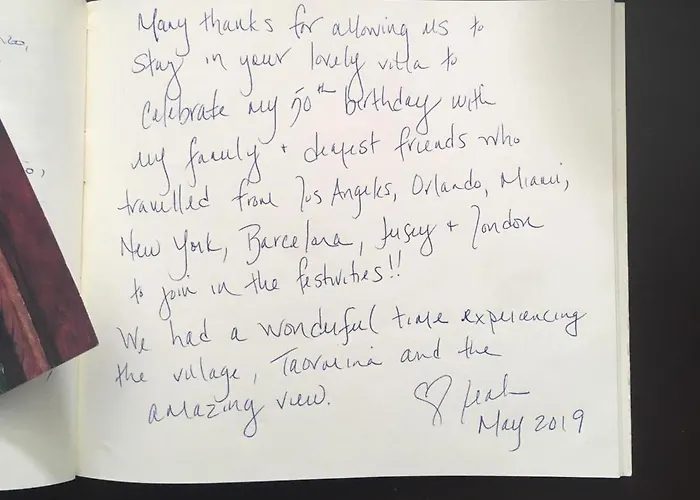 Many thanks for allowing us to
stay in your lovely villa to
celebrate my 50th birthday with
my family + dearest friends who
travelled from Los Angeles, Orlando, Miami,
New York, Barcelona, Jersey + London
to join in the festivities!!
We had a wonderful time experiencing
the village, Taormina and the
amazing view.
♡ Leah
May 2019